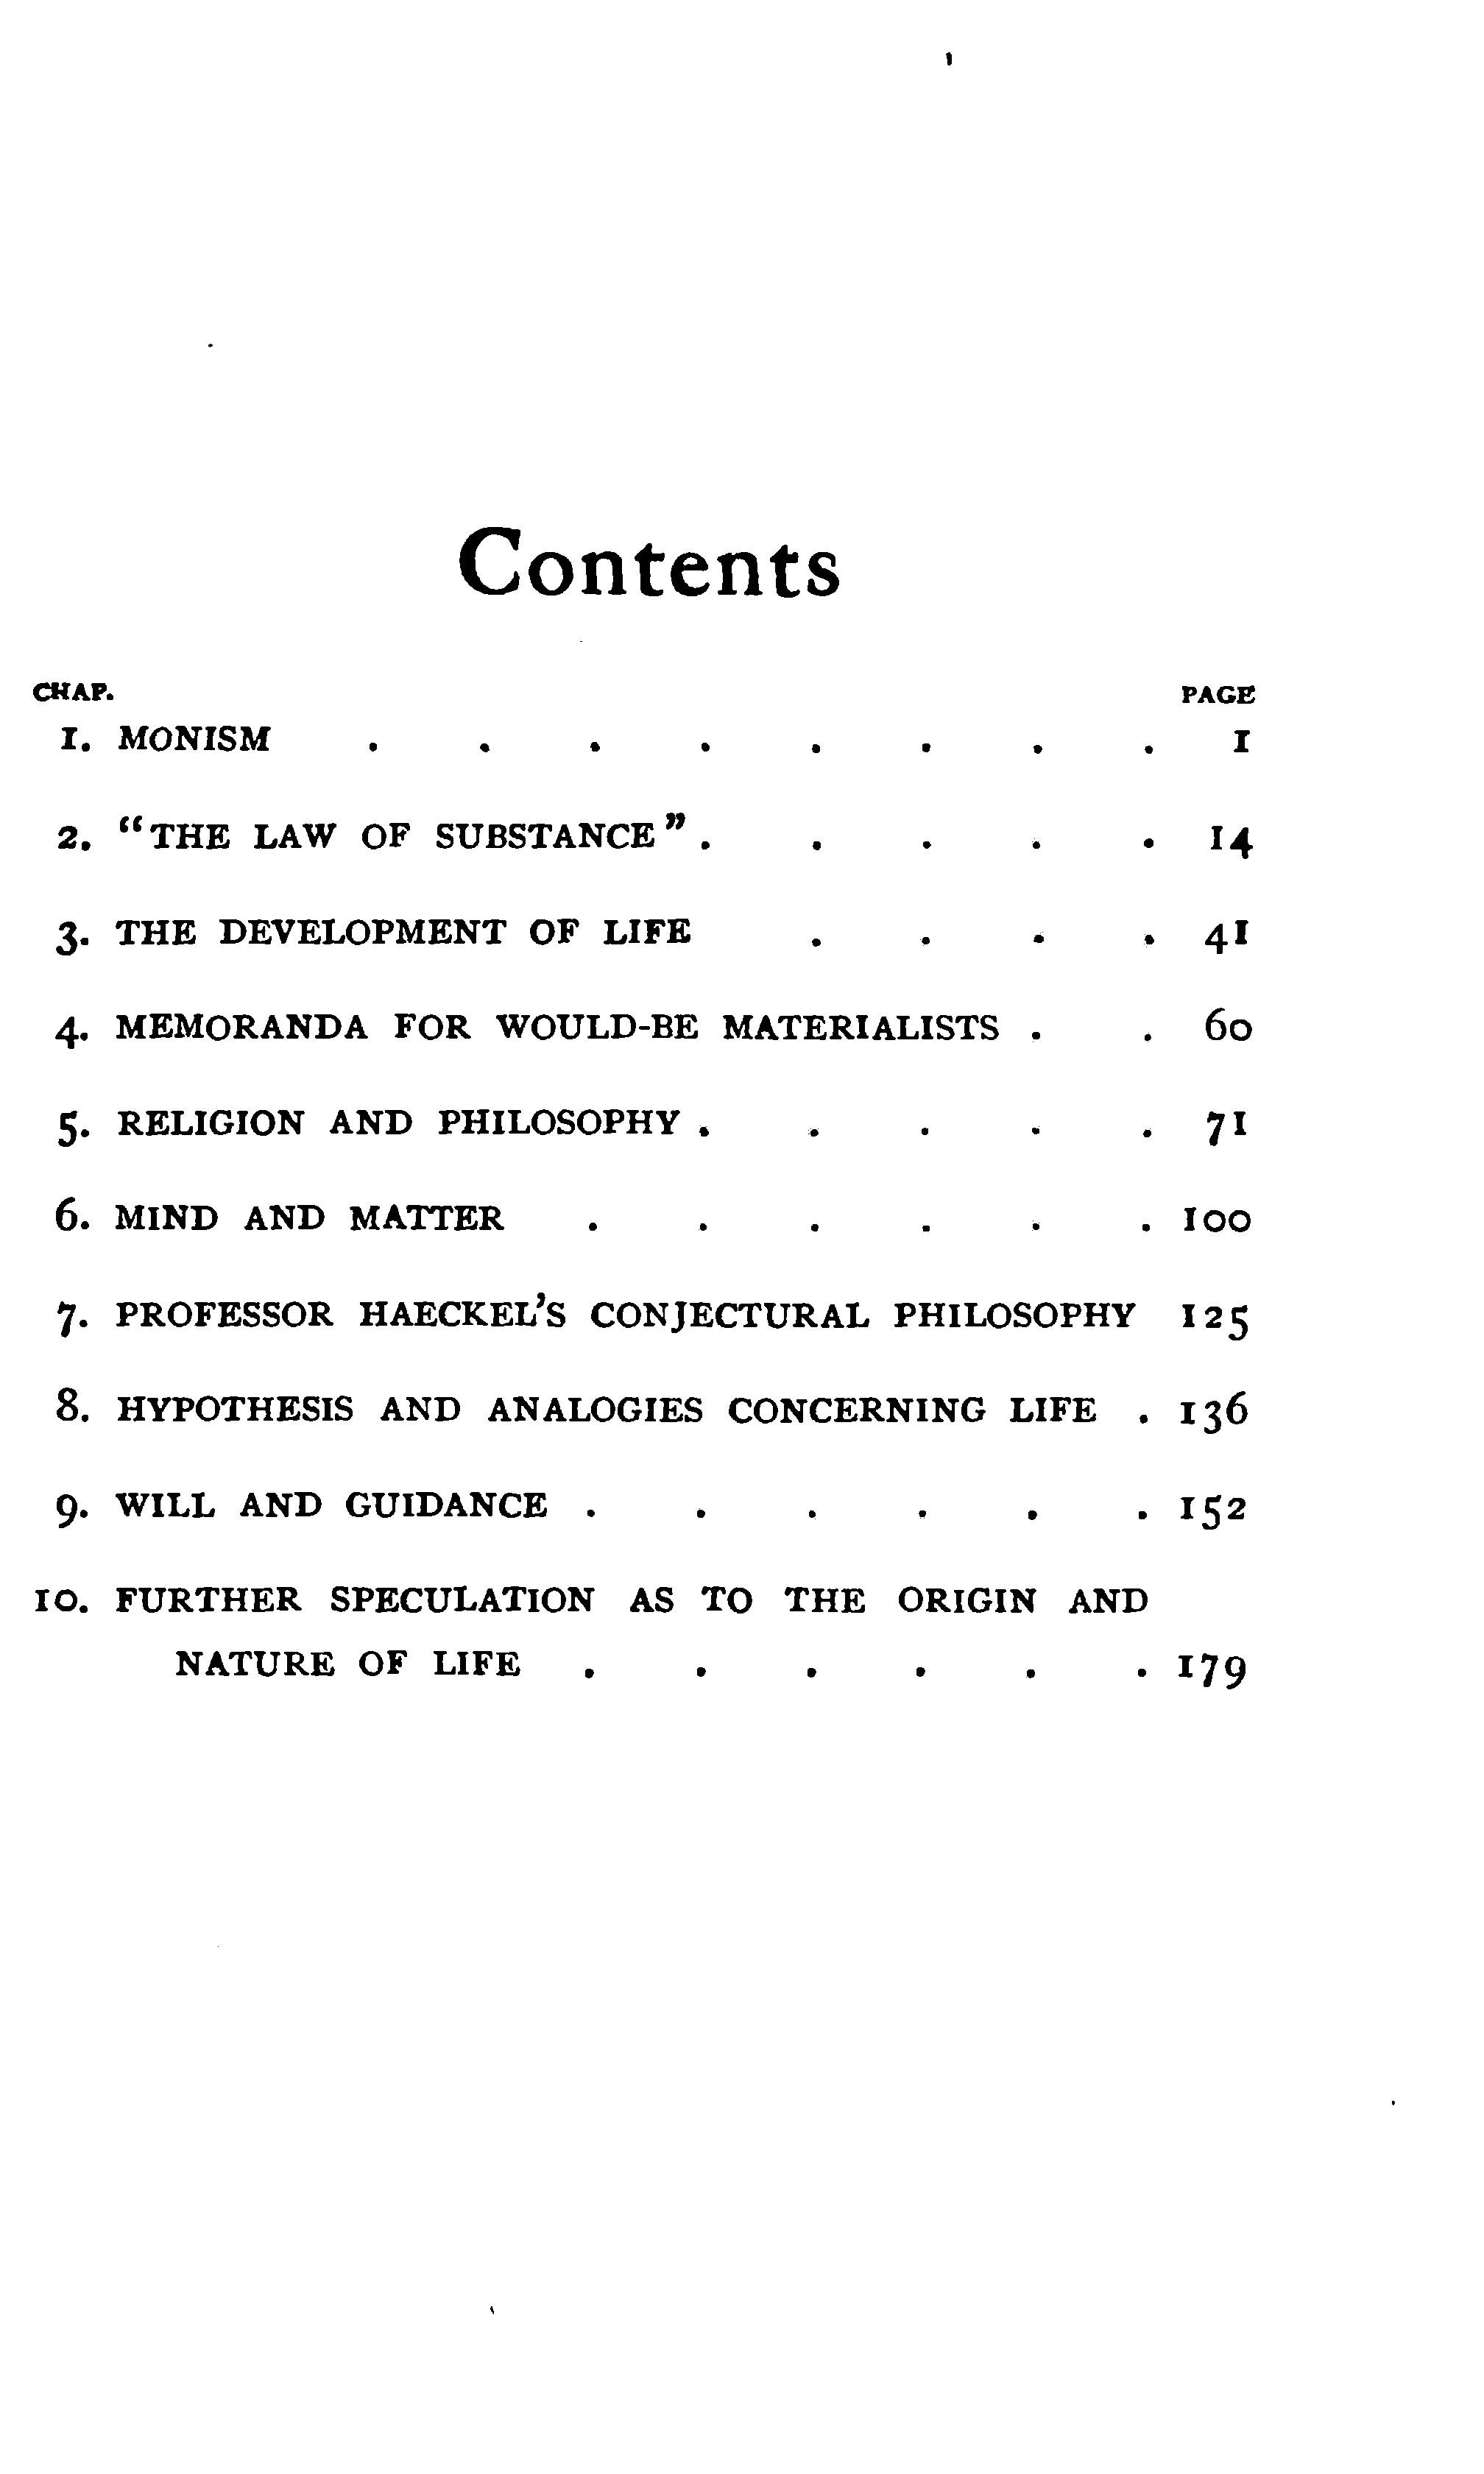 Contents
CHAP. PAGE
1. MONISM . . . . . . . . 1
2. "THE LAW OF SUBSTANCE" . . . . . 14
3. THE DEVELOPMENT OF LIFE . . . . 41
4. MEMORANDA FOR WOULD-BE MATERIALISTS . . 60
5. RELIGION AND PHILOSOPHY . . . . . 71
6. MIND AND MATTER . . . . . . 100
7. PROFESSOR HAECKEL'S CONJECTURAL PHILOSOPHY 125
8. HYPOTHESIS AND ANALOGIES CONCERNING LIFE . 136
9. WILL AND GUIDANCE . . . . . . 152
10. FURTHER SPECULATION AS TO THE ORIGIN AND
NATURE OF LIFE . . . . . . 179